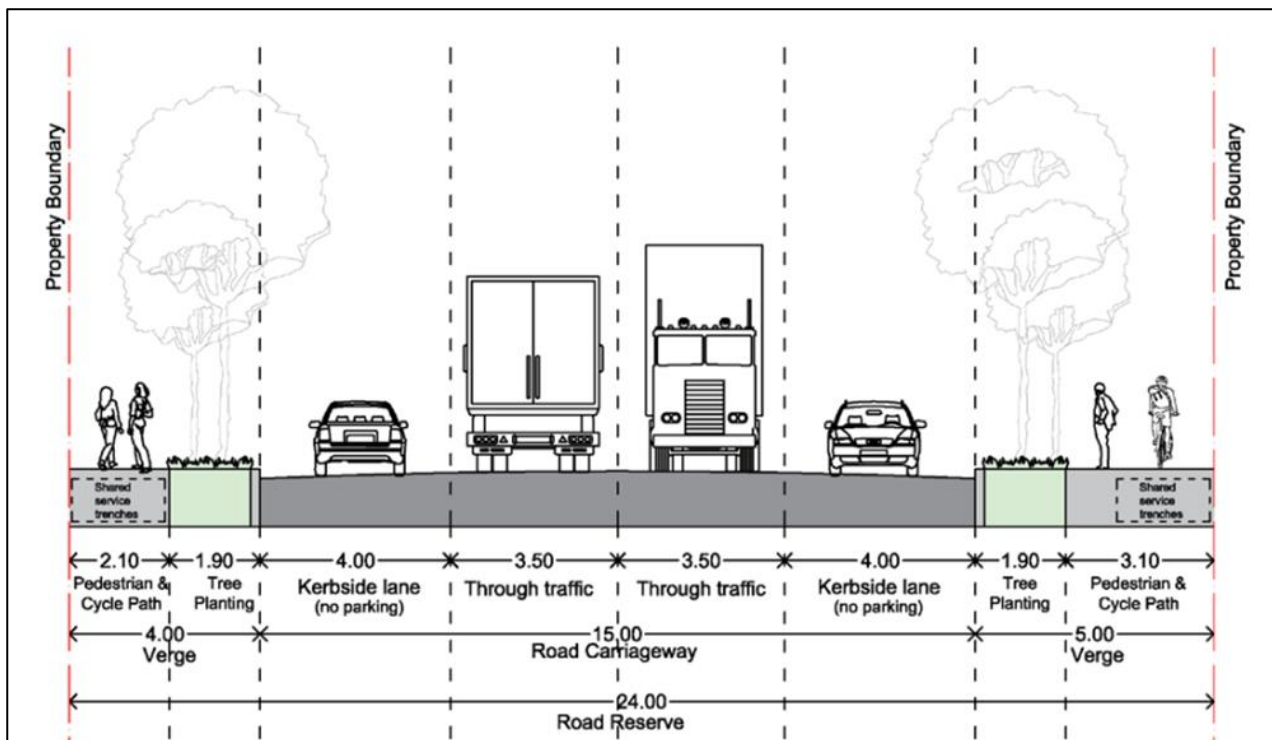 Property Boundary
Property Boundary
Shared
service
trenches
Shared
service
trenches
2.10
1.90
4.00
3.50
3.50
4.00
1.90
3.10
Pedestrian &
Cycle Path
Tree
Planting
Kerbside lane
(no parking)
Through traffic
Through traffic
Kerbside lane
(no parking)
Tree
Planting
Pedestrian &
Cycle Path
4.00
Verge
15.00
Road Carriageway
5.00
Verge
24.00
Road Reserve